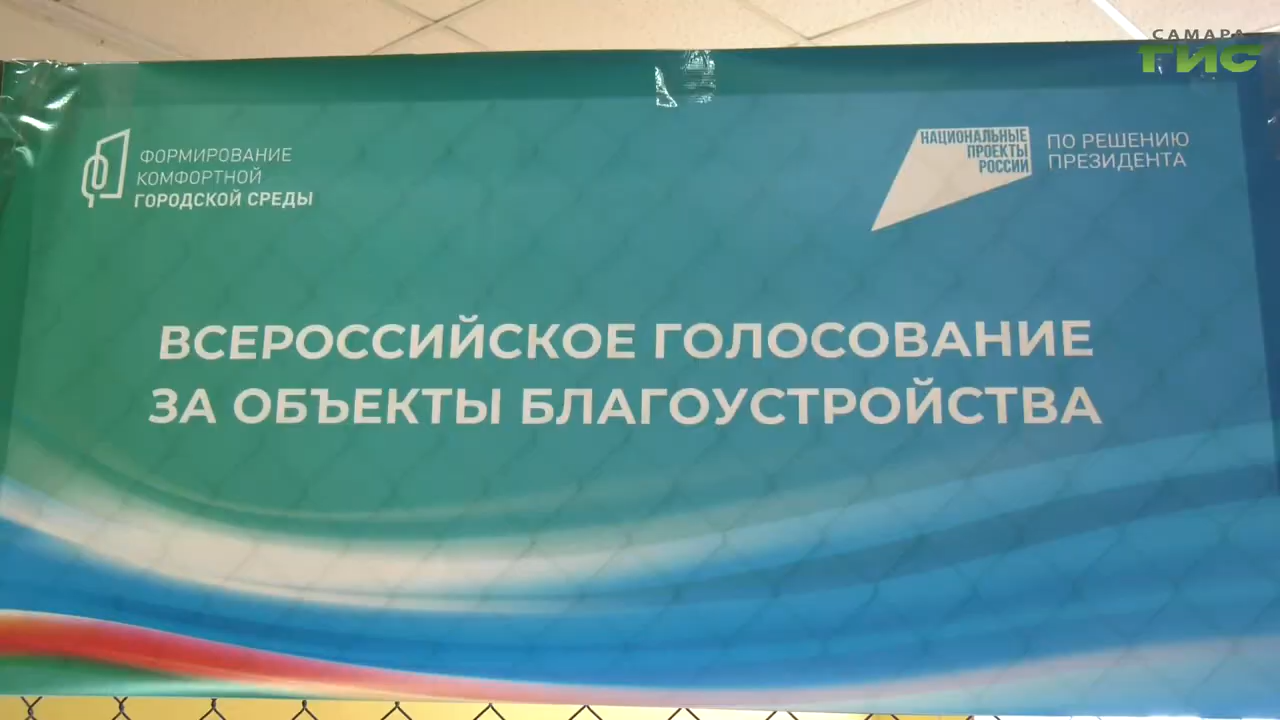 САМАРА
ГИС
ФОРМИРОВАНИЕ
КОМФОРТНОЙ
ГОРОДСКОЙ СРЕДЫ
НАЦИОНАЛЬНЫЕ
ПРОЕКТЫ
РОССИИ
ПО РЕШЕНИЮ
ПРЕЗИДЕНТА
ВСЕРОССИЙСКОЕ ГОЛОСОВАНИЕ
ЗА ОБЪЕКТЫ БЛАГОУСТРОЙСТВА